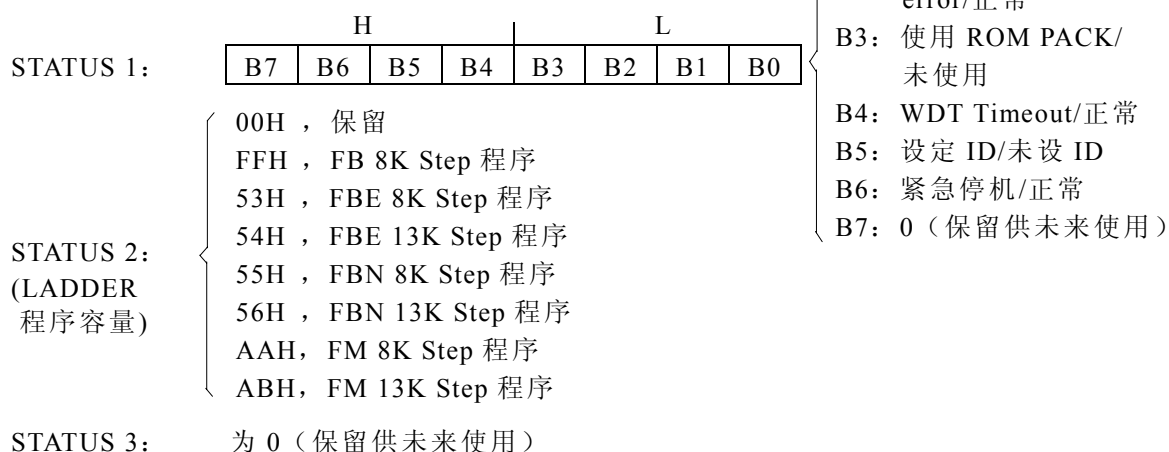 error/正常
H L
STATUS 1： B7 B6 B5 B4 B3 B2 B1 B0
B3：使用 ROM PACK/
未使用
B4：WDT Timeout/正常
B5：设定 ID/未设 ID
B6：紧急停机/正常
B7：0（保留供未来使用）
STATUS 2：
(LADDER
程序容量)
00H ，保留
FFH ，FB 8K Step 程序
53H ，FBE 8K Step 程序
54H ，FBE 13K Step 程序
55H ，FBN 8K Step 程序
56H ，FBN 13K Step 程序
AAH，FM 8K Step 程序
ABH，FM 13K Step 程序
STATUS 3： 为 0（保留供未来使用）